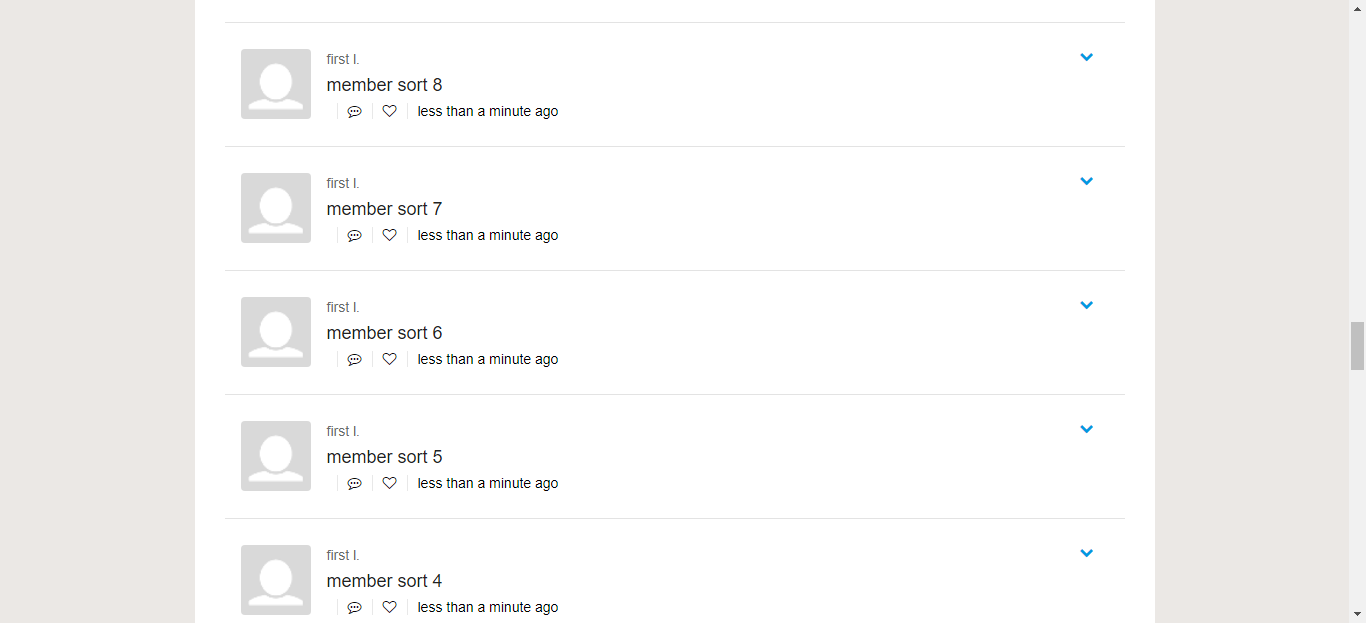 first l.
member sort 8
less than a minute ago
first l.
member sort 7
less than a minute ago
first l.
member sort 6
less than a minute ago
first l.
member sort 5
less than a minute ago
first l.
member sort 4
less than a minute ago